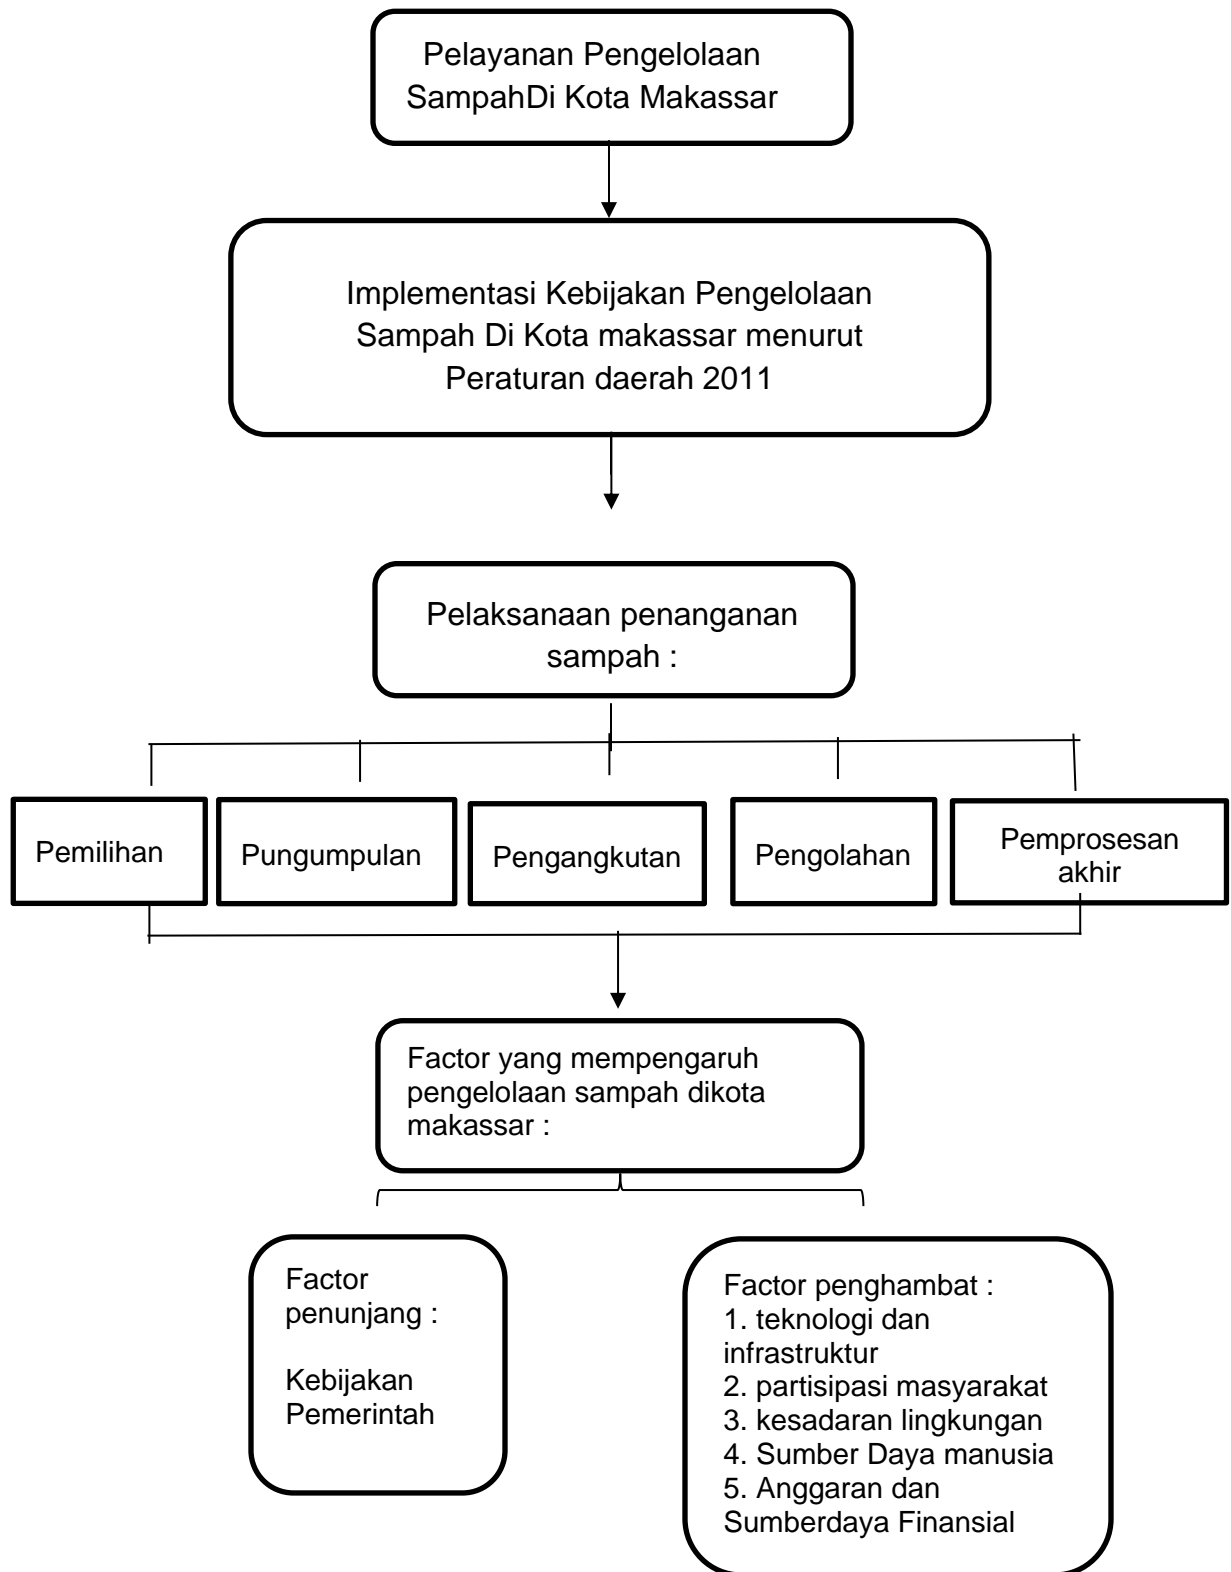 Pelayanan Pengelolaan
SampahDi Kota Makassar
Implementasi Kebijakan Pengelolaan
Sampah Di Kota makassar menurut
Peraturan daerah 2011
Pelaksanaan penanganan
sampah :
Pemilihan
Pungumpulan
Pengangkutan
Pengolahan
Pemprosesan
akhir
Factor yang mempengaruh
pengelolaan sampah dikota
makassar :
Factor
penunjang :
Kebijakan
Pemerintah
Factor penghambat :
1. teknologi dan
infrastruktur
2. partisipasi masyarakat
3. kesadaran lingkungan
4. Sumber Daya manusia
5. Anggaran dan
Sumberdaya Finansial